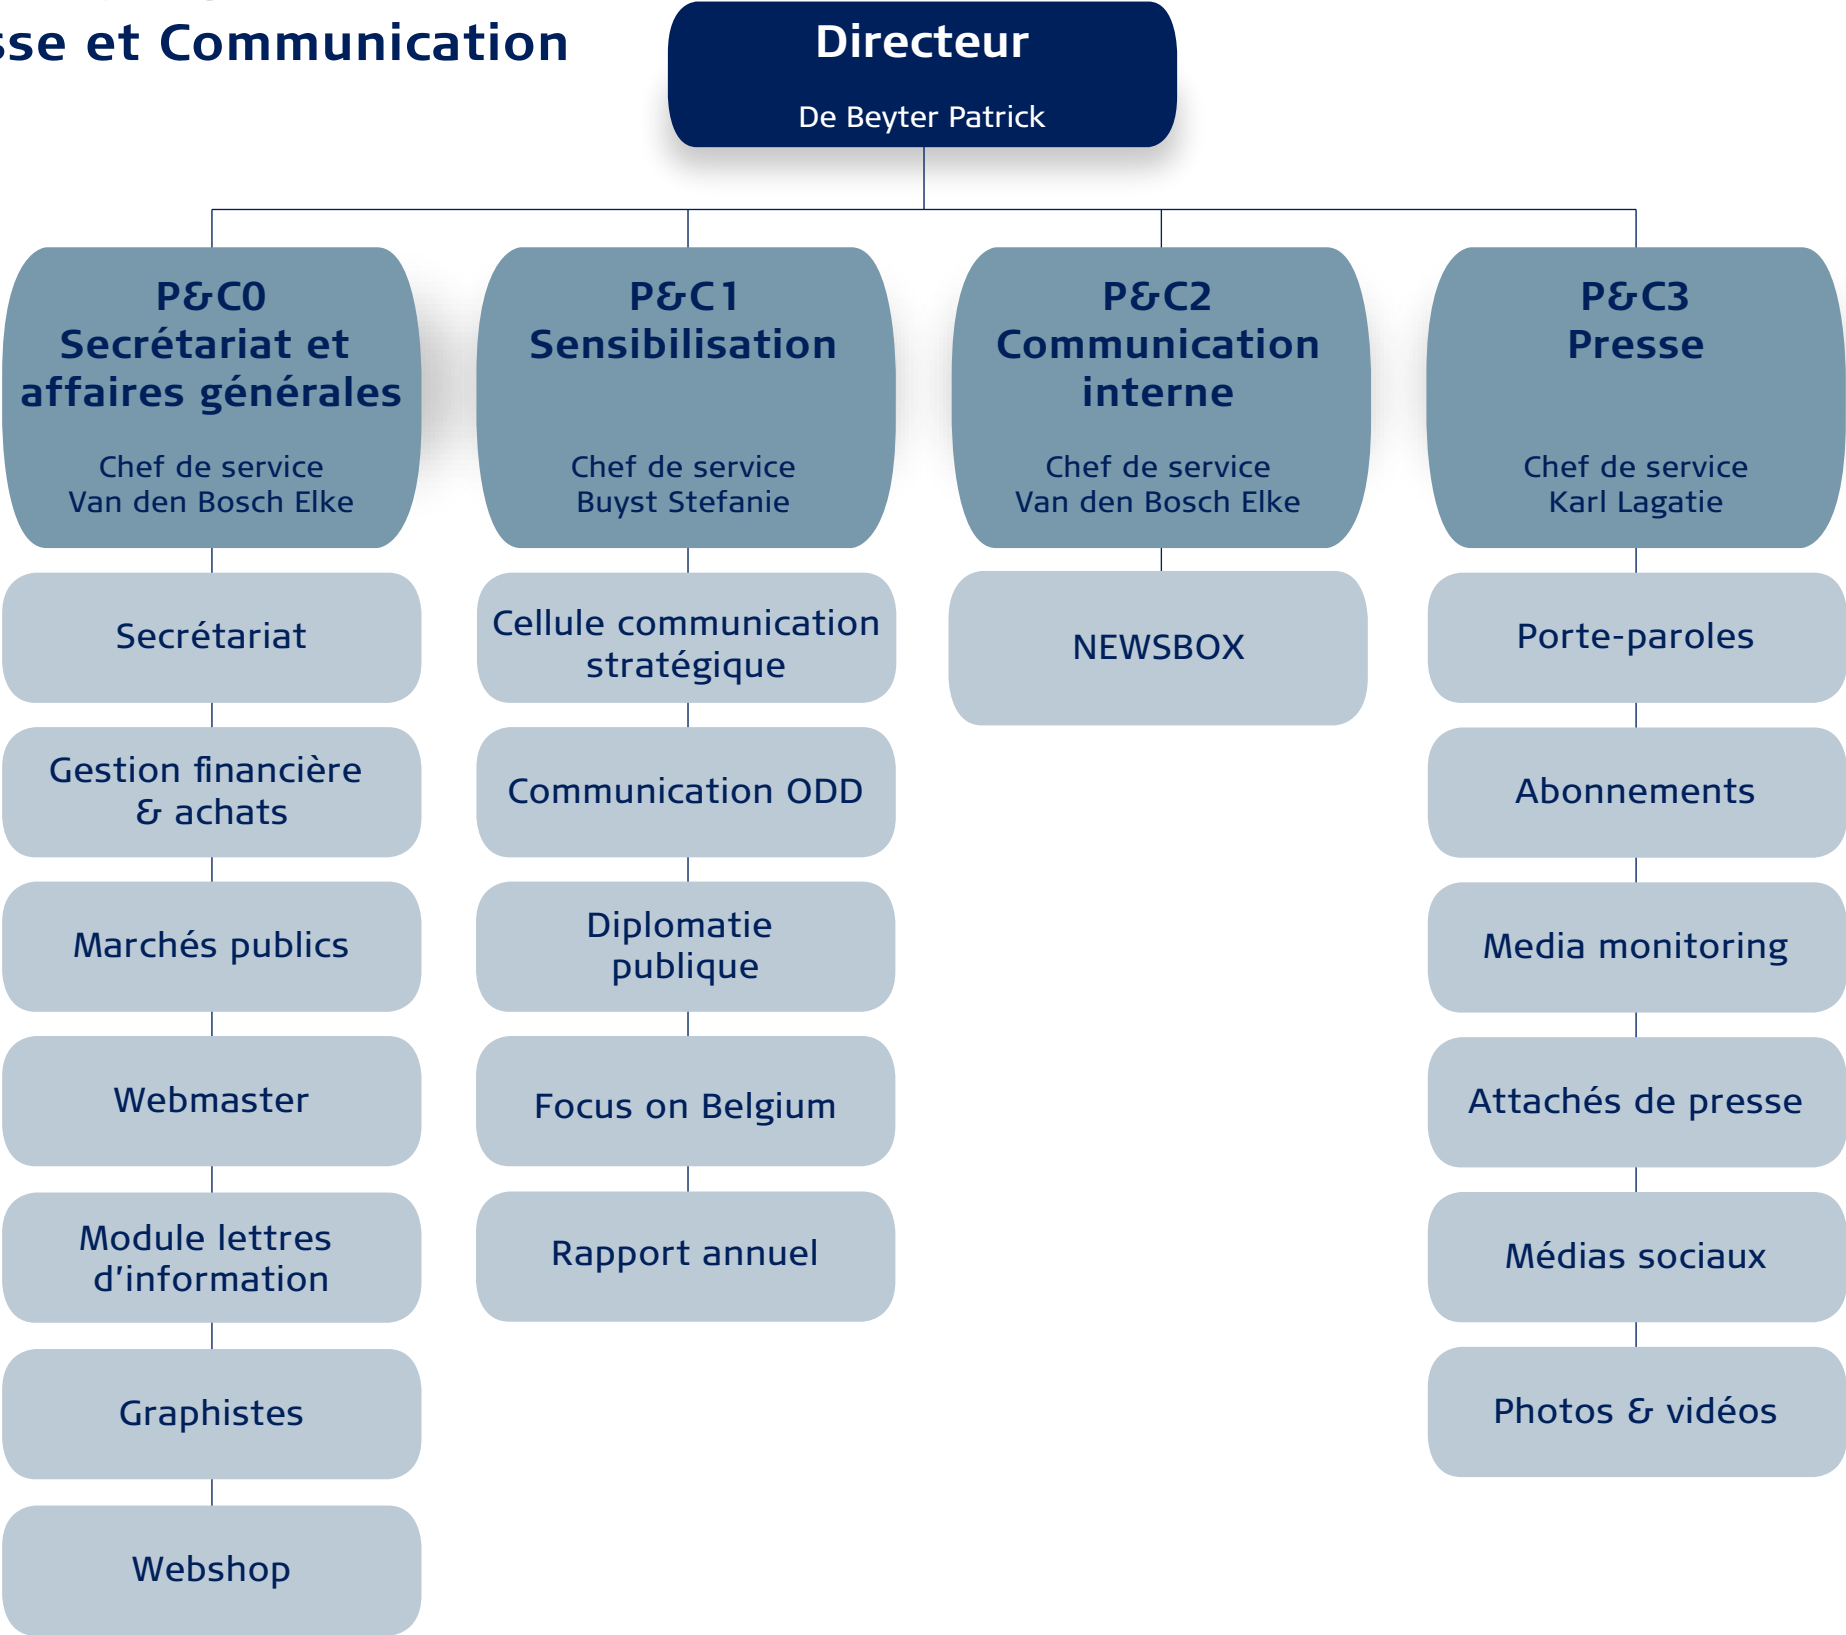 et Communication
Directeur
De Beyter Patrick
P&C0
Secrétariat et
affaires générales
Chef de service
Van den Bosch Elke
Secrétariat
Gestion financière
& achats
Marchés publics
Webmaster
Module lettres
d’information
Graphistes
Webshop
P&C1
Sensibilisation
Chef de service
Buyst Stefanie
Cellule communication
stratégique
Communication ODD
Diplomatie
publique
Focus on Belgium
Rapport annuel
P&C2
Communication
interne
Chef de service
Van den Bosch Elke
NEWSBOX
P&C3
Presse
Chef de service
Karl Lagatie
Porte-paroles
Abonnements
Media monitoring
Attachés de presse
Médias sociaux
Photos & vidéos